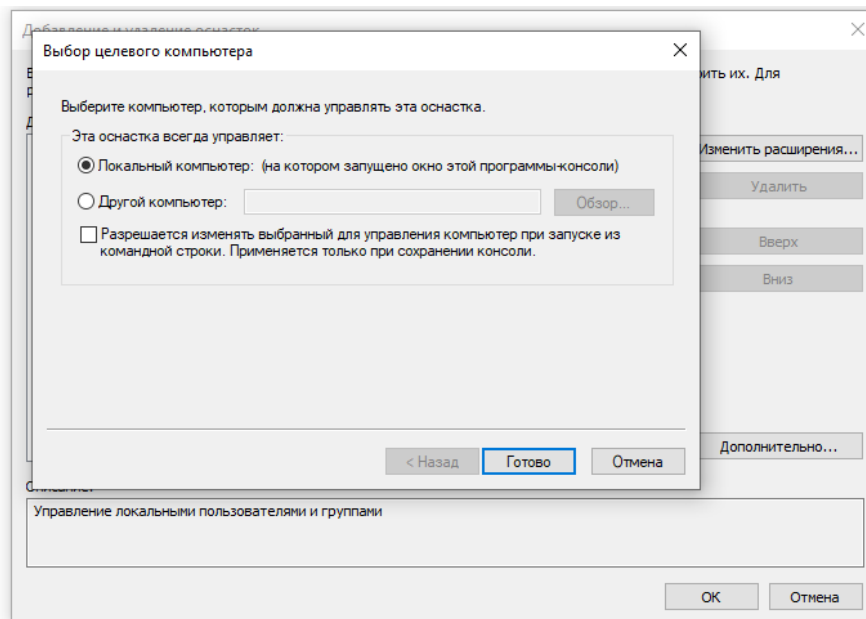 Добавление и удаление оснасток
Выбор целевого компьютера
рить их. Для
Выберите компьютер, которым должна управлять эта оснастка.
Эта оснастка всегда управляет:
Локальный компьютер: (на котором запущено окно этой программы-консоли)
Изменить расширения...
Другой компьютер:
Обзор...
Удалить
Разрешается изменять выбранный для управления компьютер при запуске из
командной строки. Применяется только при сохранении консоли.
Вверх
Вниз
< Назад
Готово
Отмена
Дополнительно...
Описание:
Управление локальными пользователями и группами
ОК
Отмена